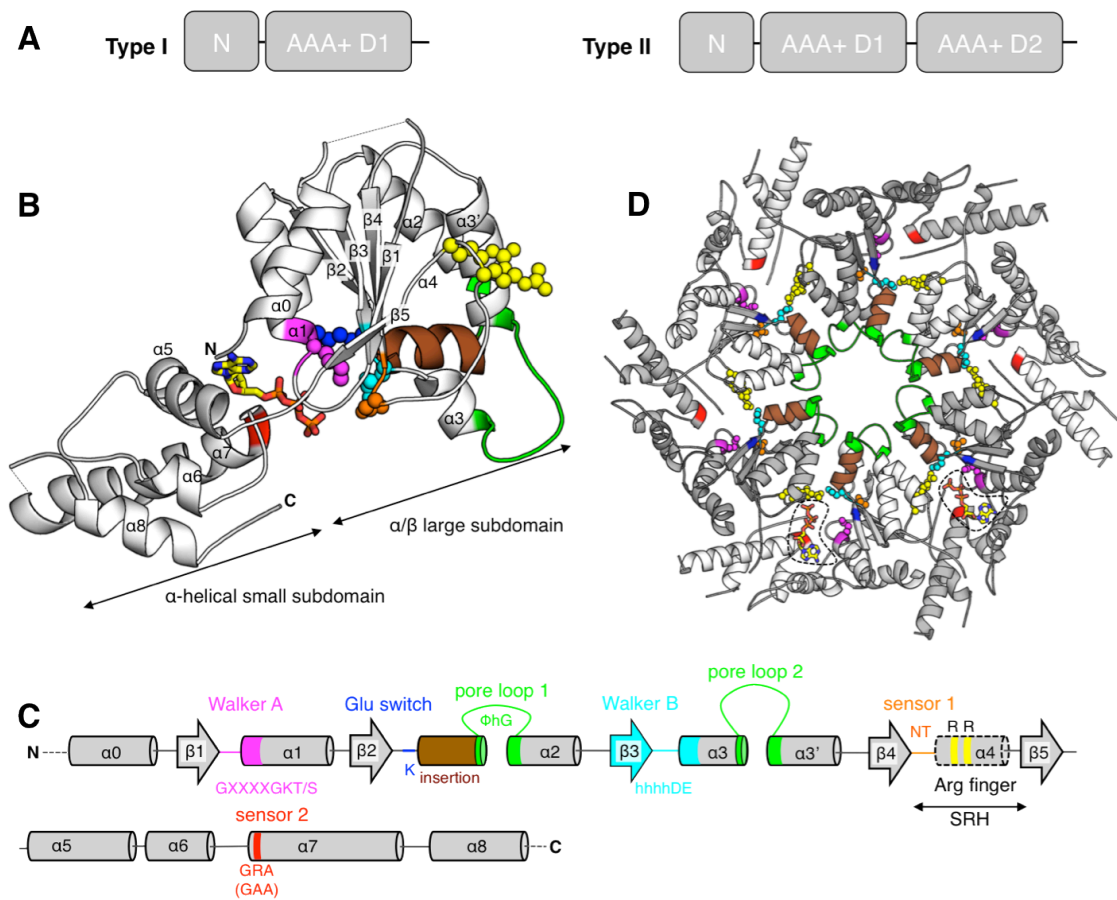 A
Type I
N
AAA+ D1
Type II
N
AAA+ D1
AAA+ D2
B
β4
α2
α3’
β3
β1
β2
α4
α0
β5
α1
N
α5
α3
α7
α6
C
α8
α/β large subdomain
α-helical small subdomain
D
C
Walker A
Glu switch
pore loop 1
ΦhG
Walker B
pore loop 2
sensor 1
NT
R R
N
α0
β1
α1
β2
α2
β3
α3
α3’
β4
α4
β5
K
insertion
GXXXXGKT/S
hhhhDE
Arg finger
SRH
sensor 2
α5
α6
α7
α8
C
GRA
(GAA)